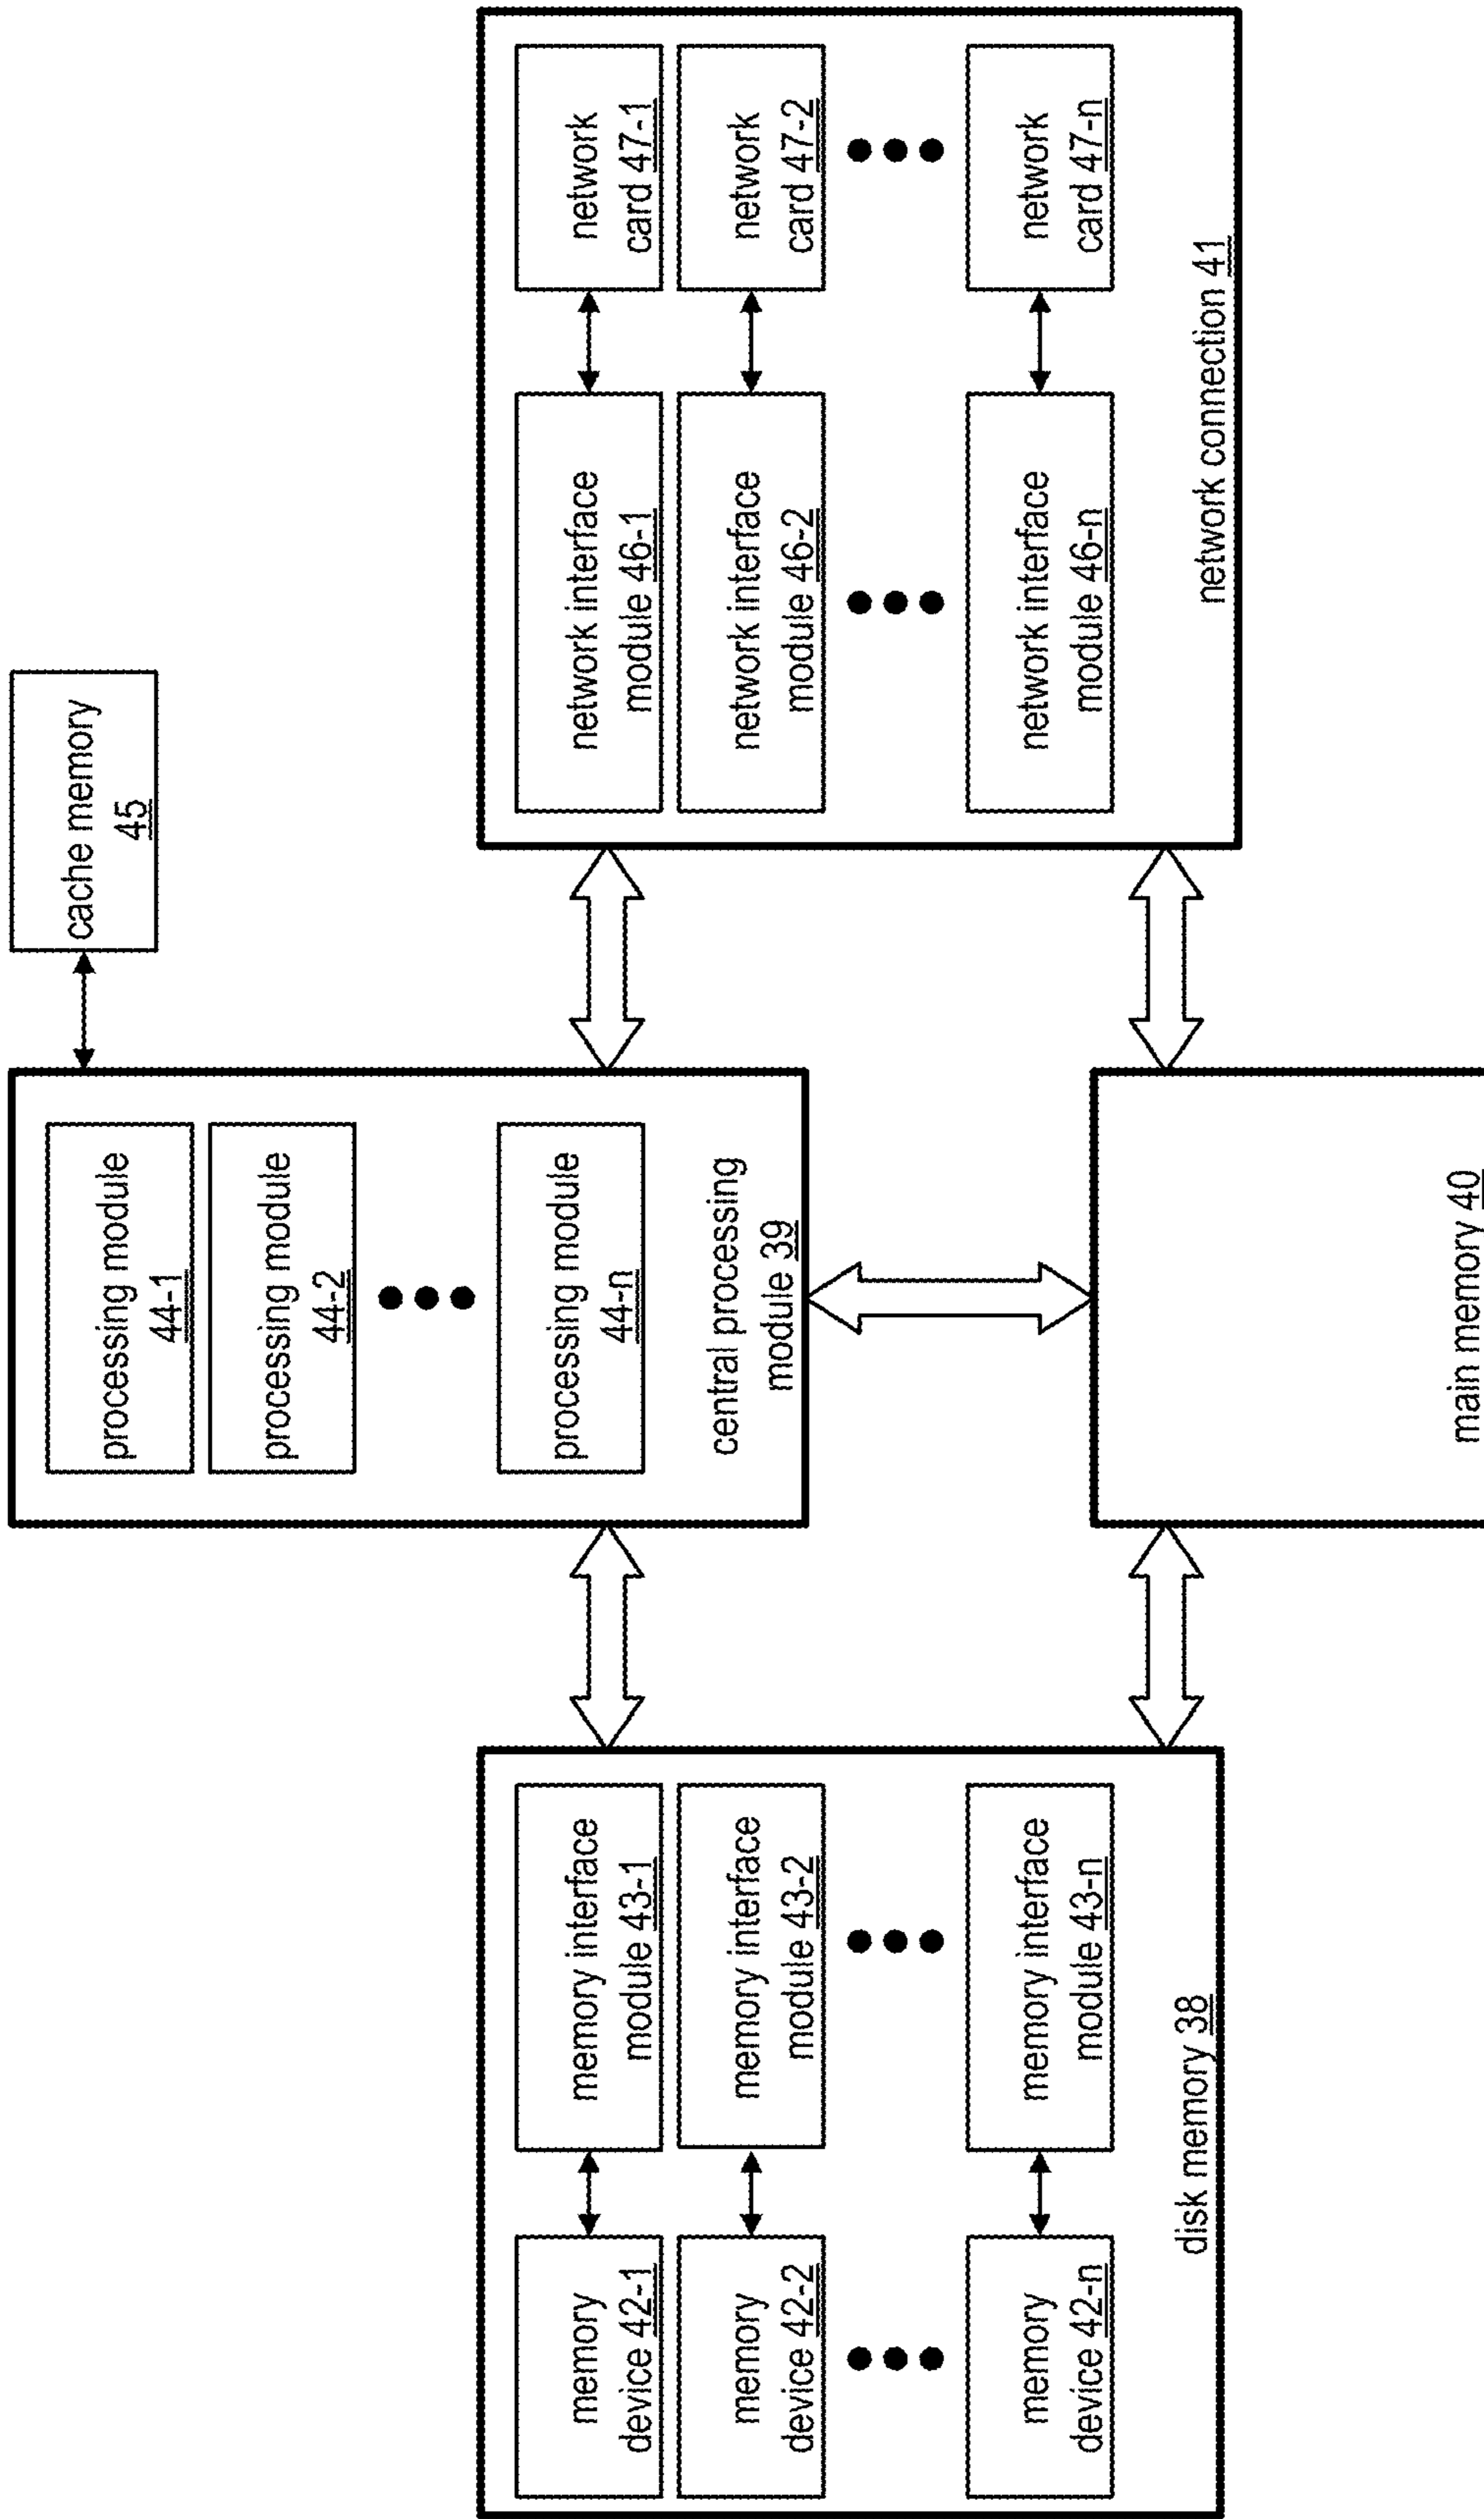 cache memory
45
processing module
44-1
processing module
44-2
processing module
44-n
central processing
module 39
memory
device 42-1
memory interface
module 43-1
memory
device 42-2
memory interface
module 43-2
memory
device 42-n
memory interface
module 43-n
disk memory 38
network interface
module 46-1
network
card 47-1
network interface
module 46-2
network
card 47-2
network interface
module 46-n
network
card 47-n
network connection 41
main memory 40